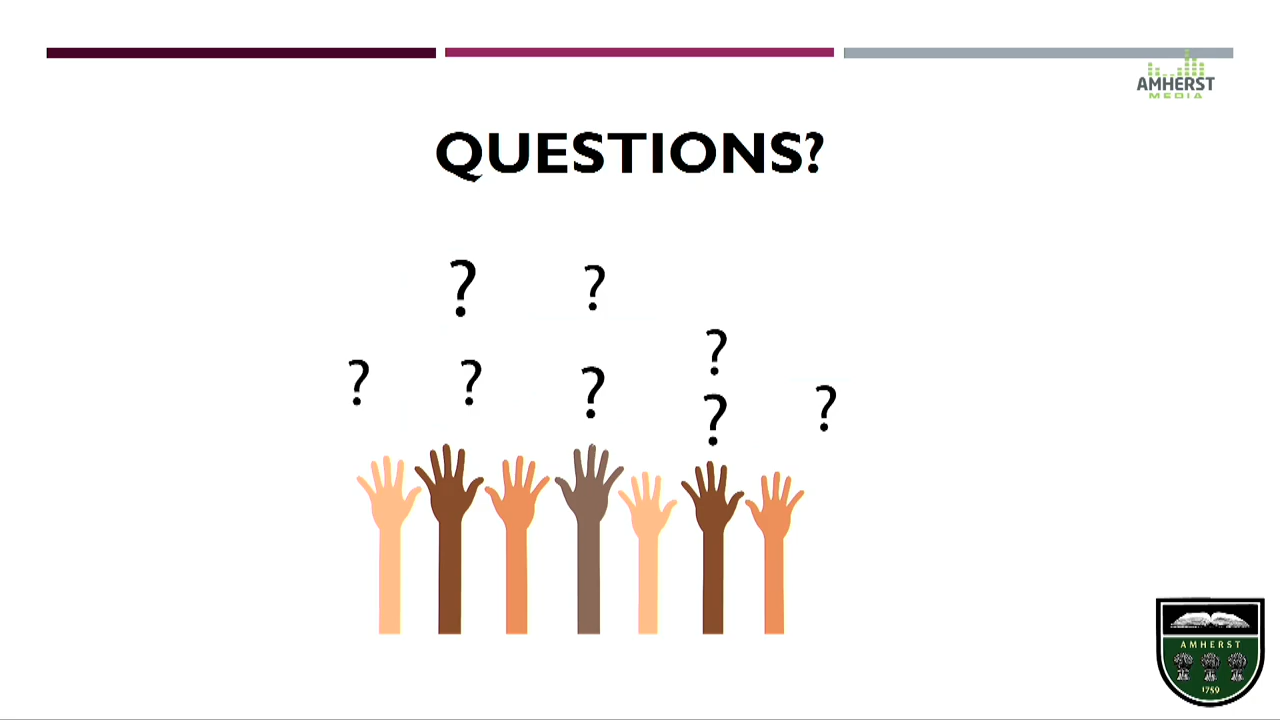 AMHERST
MEDIA
QUESTIONS?
? ?
?
? ? ?
? ?
AMHERST
1759